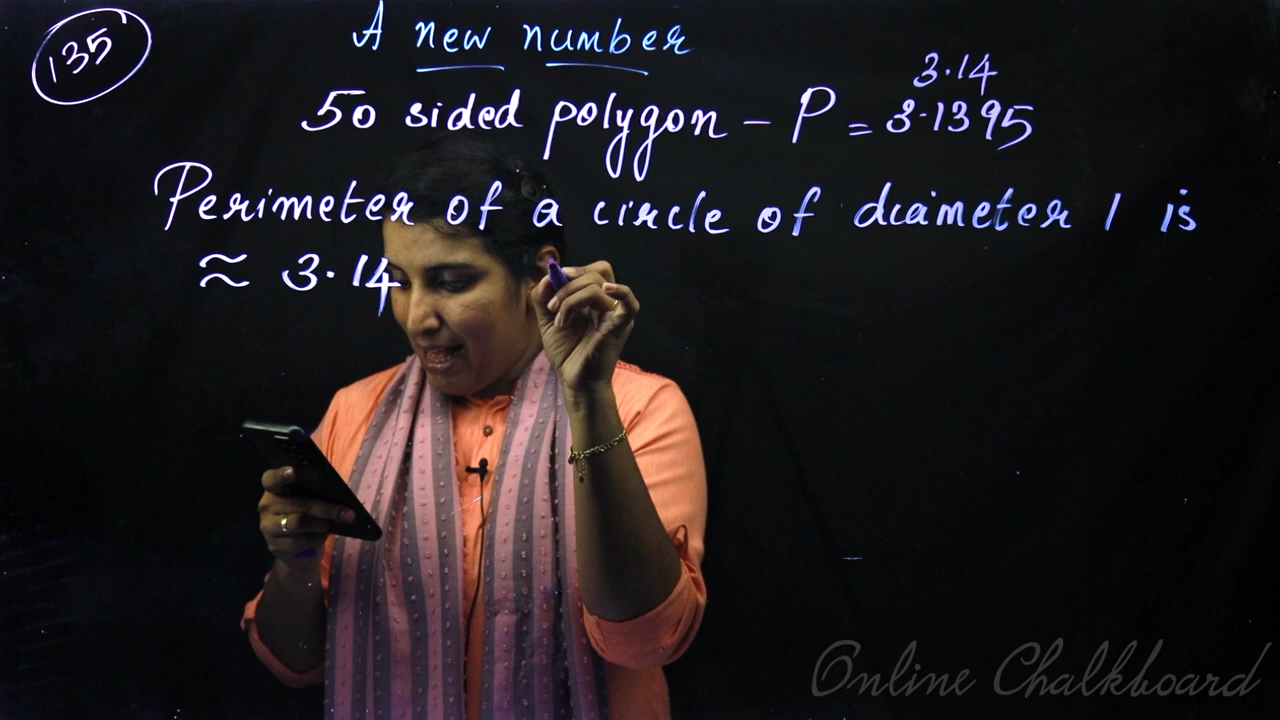 135
A new number
3.14
50 sided polygon - P = 3.1395
Perimeter of a circle of diameter 1 is
≈ 3.14
Online Chalkboard